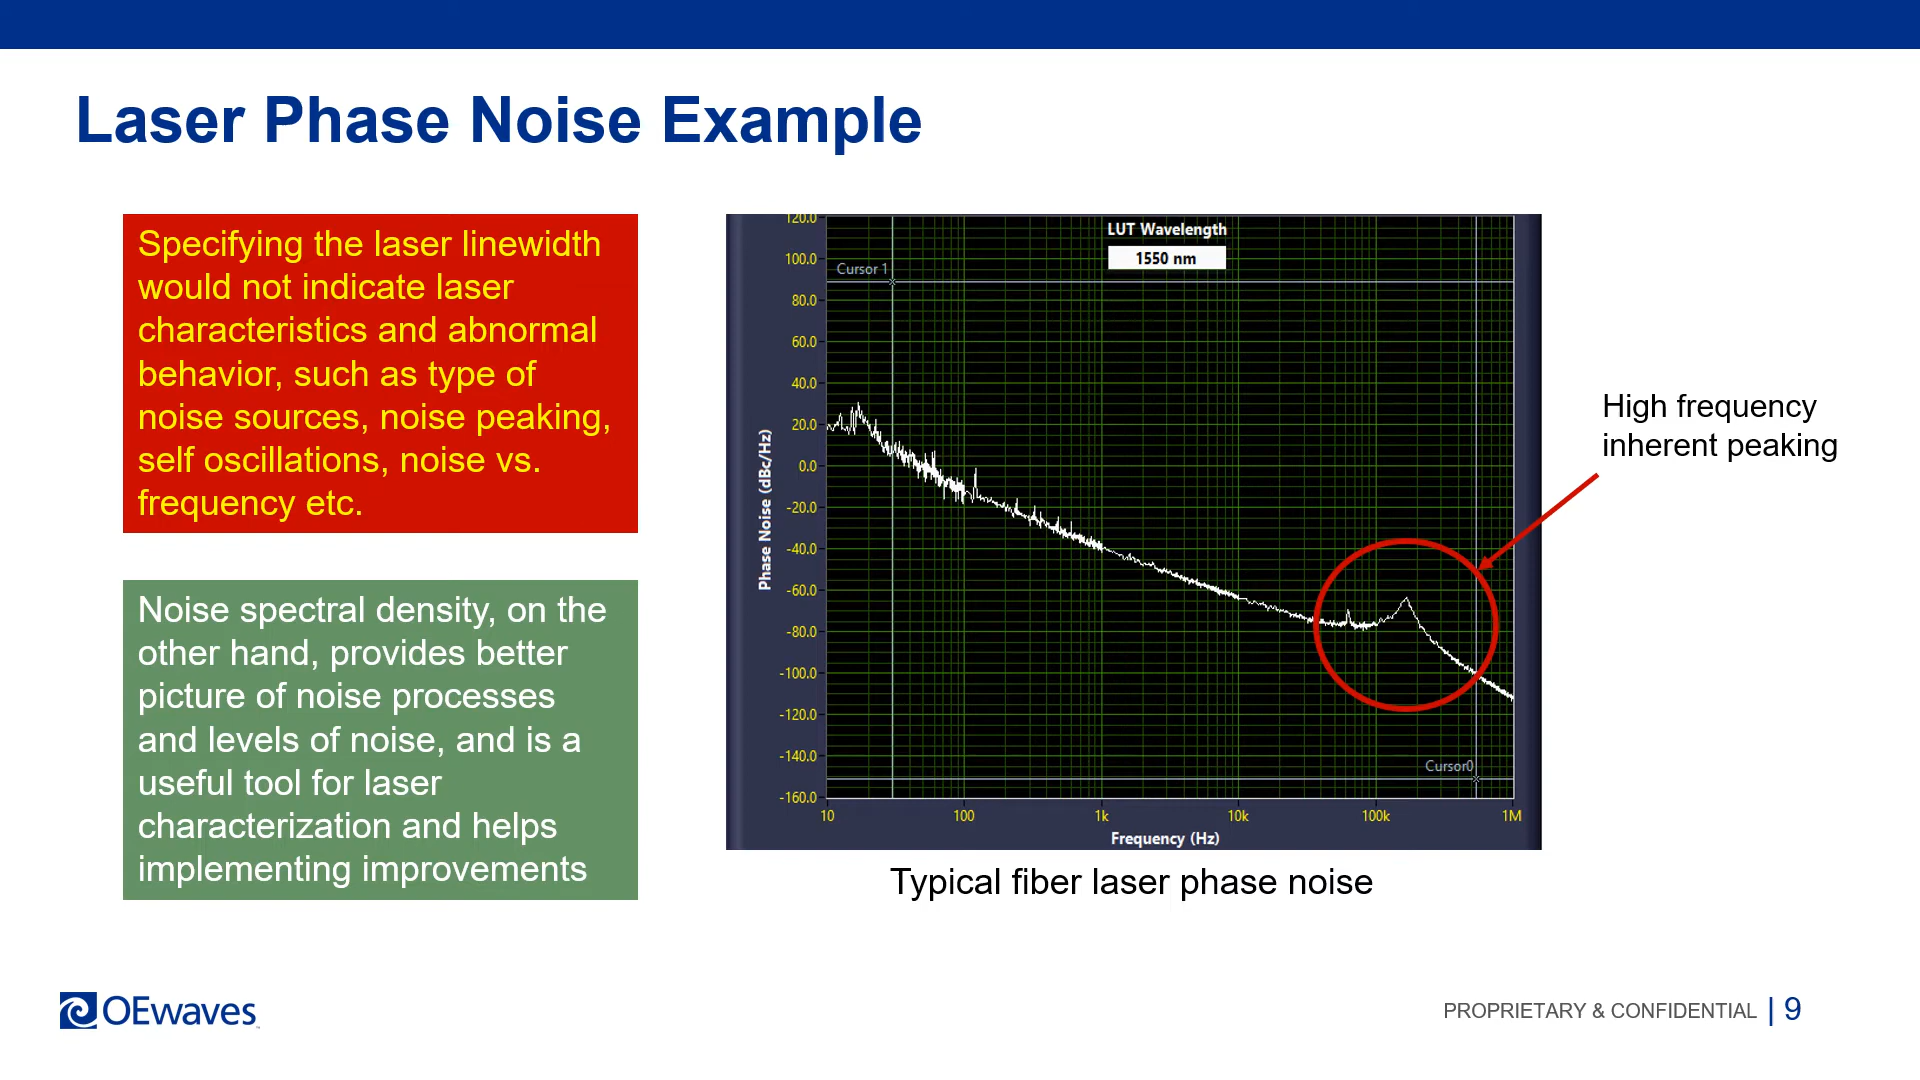 Laser Phase Noise Example
Specifying the laser linewidth
would not indicate laser
characteristics and abnormal
behavior, such as type of
noise sources, noise peaking,
self oscillations, noise vs.
frequency etc.
Noise spectral density, on the
other hand, provides better
picture of noise processes
and levels of noise, and is a
useful tool for laser
characterization and helps
implementing improvements
LUT Wavelength
1550 nm
Cursor 1
Phase Noise (dBc/Hz)
120.0
100.0
80.0
60.0
40.0
20.0
0.0
-20.0
-40.0
-60.0
-80.0
-100.0
-120.0
-140.0
-160.0
Cursor0
10 100 1k 10k 100k 1M
Frequency (Hz)
High frequency
inherent peaking
Typical fiber laser phase noise
OEwaves
PROPRIETARY & CONFIDENTIAL | 9